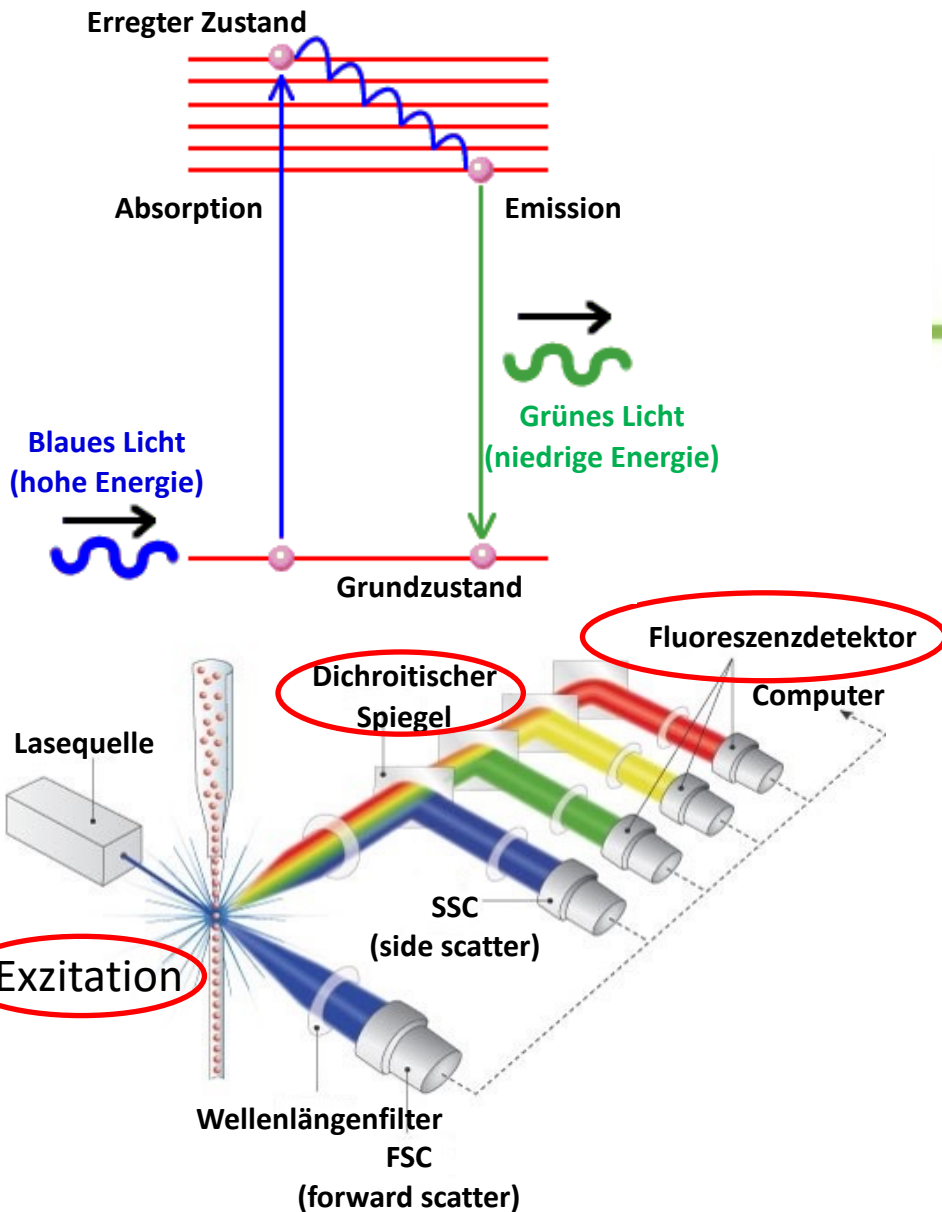 Erregter Zustand
Absorption
Emission
Grünes Licht
(niedrige Energie)
Blaues Licht
(hohe Energie)
Grundzustand
Fluoreszenzdetektor
Dichroitischer
Spiegel
Computer
Lasequelle
SSC
(side scatter)
Exzitation
Wellenlängenfilter
FSC
(forward scatter)